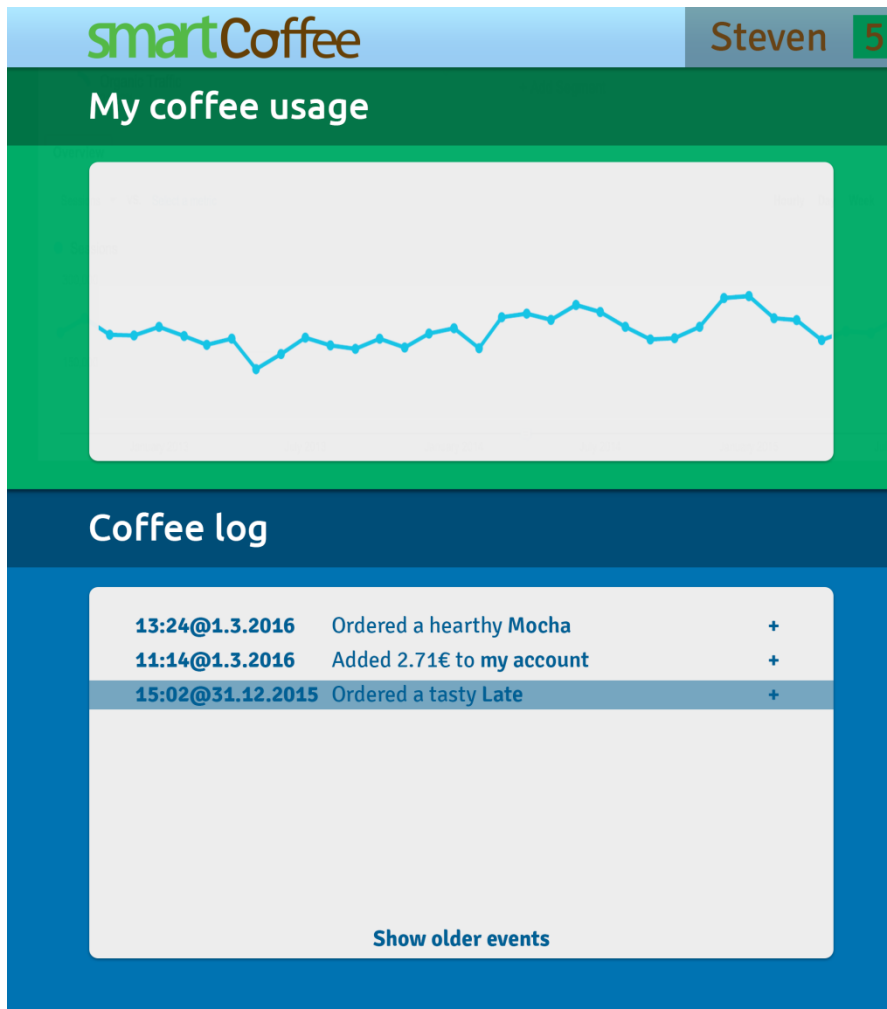 smartCoffee
Steven 5
My coffee usage
Coffee log
13:24@1.3.2016 Ordered a hearthy Mocha +
11:14@1.3.2016 Added 2.71€ to my account +
15:02@31.12.2015 Ordered a tasty Late +
Show older events